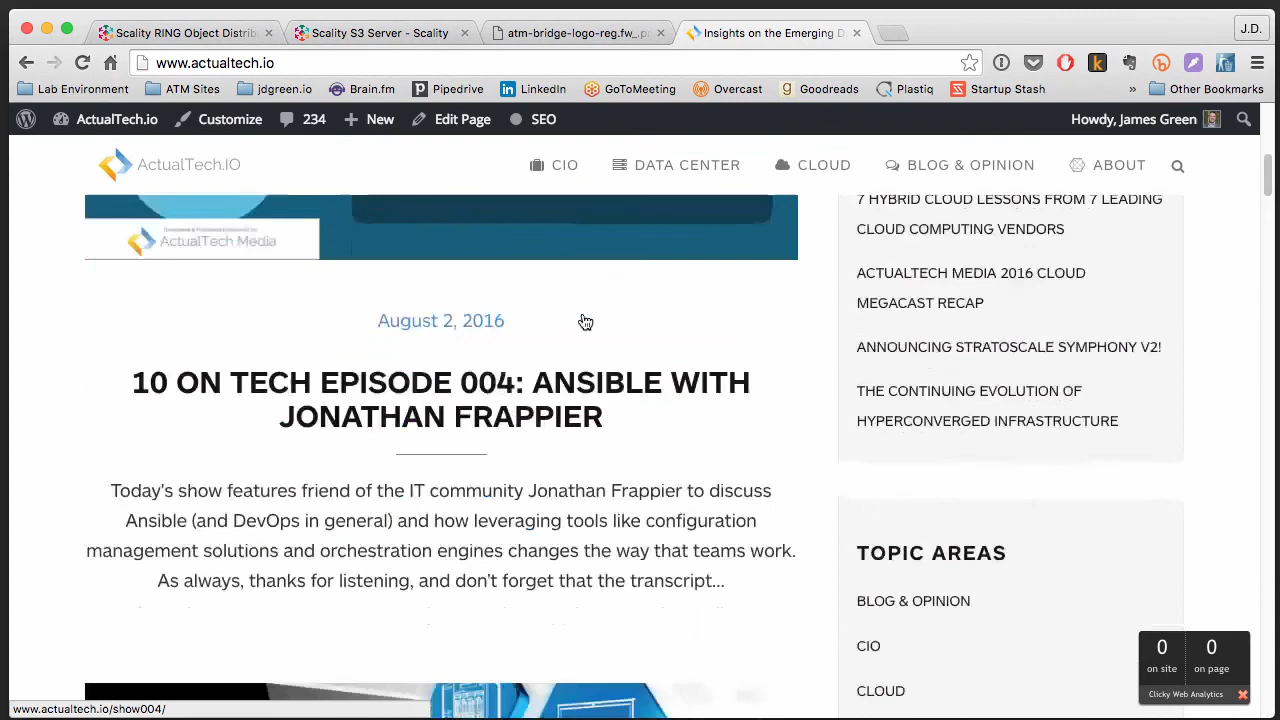 J.D.
Scality RING Object Distrib
Scality S3 Server - Scality
atm-bridge-logo-reg.fw_.p
Insights on the Emerging D
www.actualtech.io
Lab Environment
ATM Sites
jdgreen.io
Brain.fm
PipeDrive
LinkedIn
GoToMeeting
Overcast
Goodreads
Plastiq
Startup Stash
»
Other Bookmarks
ActualTech.io
Customize
234
New
Edit Page
SEO
Howdy, James Green
ActualTech.IO
CIO
DATA CENTER
CLOUD
BLOG & OPINION
ABOUT
ActualTech Media
7 HYBRID CLOUD LESSONS FROM 7 LEADING
CLOUD COMPUTING VENDORS
ACTUALTECH MEDIA 2016 CLOUD
MEGACAST RECAP
ANNOUNCING STRATOSCALE SYMPHONY V2!
THE CONTINUING EVOLUTION OF
HYPERCONVERGED INFRASTRUCTURE
August 2, 2016
10 ON TECH EPISODE 004: ANSIBLE WITH
JONATHAN FRAPPIER
Today's show features friend of the IT community Jonathan Frappier to discuss
Ansible (and DevOps in general) and how leveraging tools like configuration
management solutions and orchestration engines changes the way that teams work.
As always, thanks for listening, and don't forget that the transcript...
TOPIC AREAS
BLOG & OPINION
CIO
CLOUD
0 0
on site on page
Clicky Web Analytics
www.actualtech.io/show004/